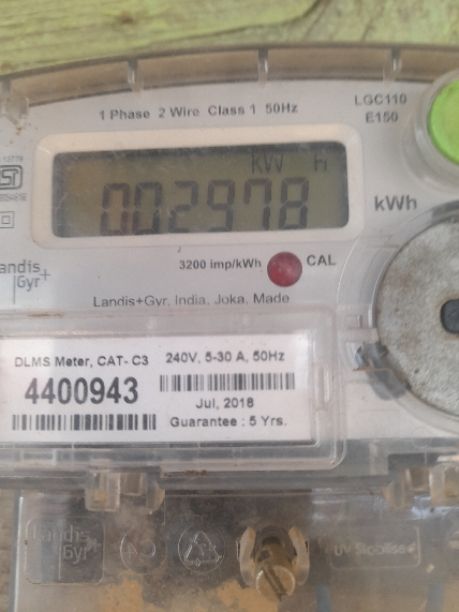 1 Phase 2 Wire Class 1 50Hz
LGC110
E150
kW
002978
kWh
3200 imp/kWh
CAL
Landis+Gyr, India, Joka, Made
andis
Gyr+
DLMS Meter, CAT- C3
240V, 5-30 A, 50Hz
4400943
Jul, 2018
Guarantee : 5 Yrs.
Landis
Gyr
UV Stabilise